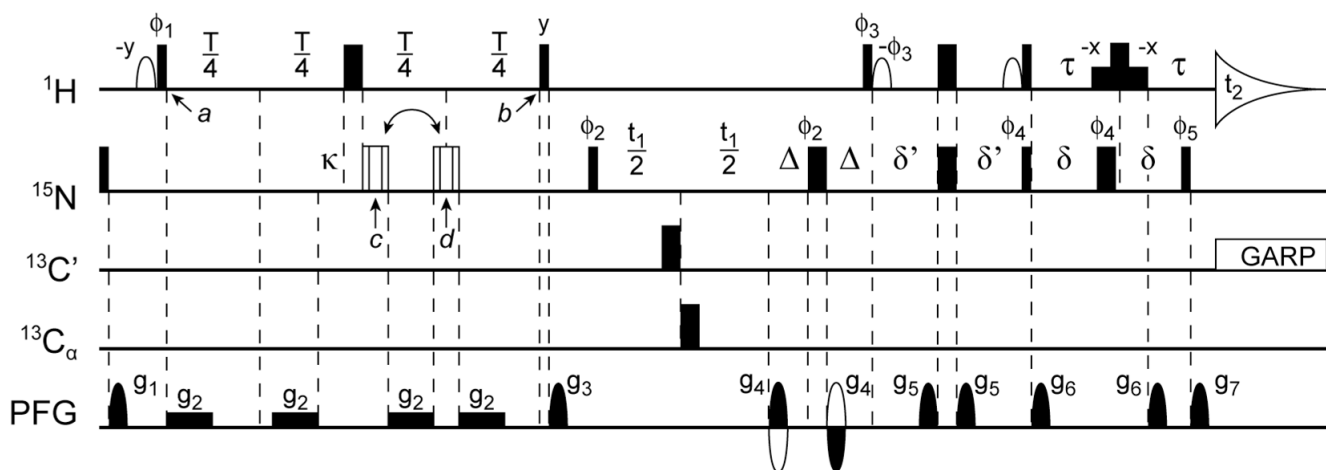 -y ϕ1 T/4 T/4 T/4 T/4 y ϕ3 -ϕ3 τ -x -x τ
1H a b t2
ϕ2 t1/2 t1/2 ϕ2 ϕ4 ϕ4 ϕ5
15N κ Δ Δ δ' δ' δ δ
c d
13C' GARP
13Cα
PFG g1 g2 g2 g2 g2 g3 g4 g4 g5 g5 g6 g6 g7